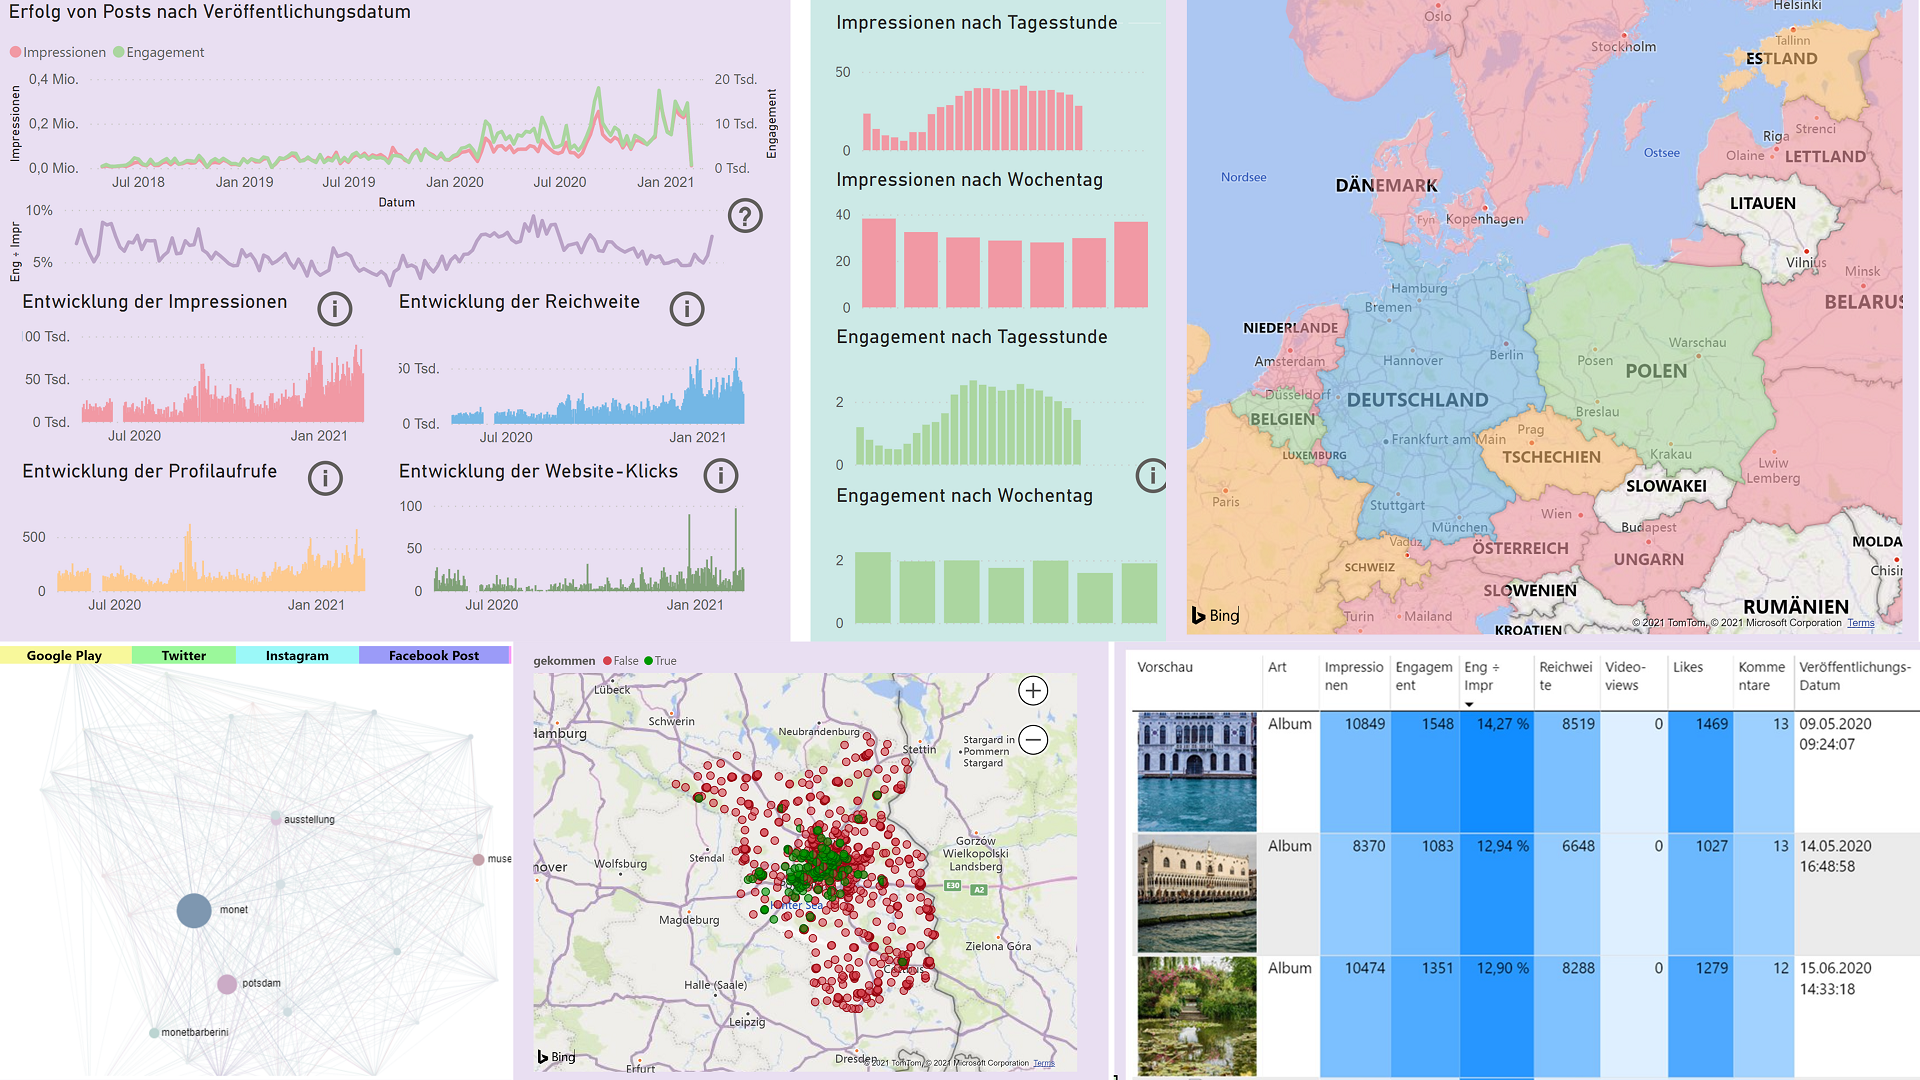 Erfolg von Posts nach Veröffentlichungsdatum
Impressionen Engagement
0,4 Mio.
0,2 Mio.
0,0 Mio.
Impressionen
20 Tsd.
10 Tsd.
0 Tsd.
Engagement
Jul 2018 Jan 2019 Jul 2019 Jan 2020 Jul 2020 Jan 2021
Datum
10%
5%
Eng ÷ Impr
?
Entwicklung der Impressionen i
00 Tsd.
50 Tsd.
0 Tsd.
Jul 2020 Jan 2021
Entwicklung der Reichweite i
50 Tsd.
0 Tsd.
Jul 2020 Jan 2021
Entwicklung der Profilaufrufe i
500
0
Jul 2020 Jan 2021
Entwicklung der Website-Klicks i
100
50
0
Jul 2020 Jan 2021
Impressionen nach Tagesstunde
50
0
Impressionen nach Wochentag
40
20
0
Engagement nach Tagesstunde
2
0
i
Engagement nach Wochentag
2
0
Oslo
Helsinki
Stockholm
Tallinn
ESTLAND
Riga
Strenci
Olaine
LETTLAND
Ostsee
Nordsee
DÄNEMARK
Fyn
Kopenhagen
LITAUEN
Vilnius
Minsk
BELARUS
Hamburg
Bremen
NIEDERLANDE
Amsterdam
Hannover
Berlin
Posen
Warschau
POLEN
Düsseldorf
DEUTSCHLAND
BELGIEN
Breslau
Frankfurt am Main
Prag
LUXEMBURG
TSCHECHIEN
Krakau
Lwiw
Lemberg
Paris
SLOWAKEI
Stuttgart
Wien
München
Budapest
Vaduz
ÖSTERREICH
UNGARN
MOLDA
Chisin
SCHWEIZ
SLOWENIEN
RUMÄNIEN
Turin
Mailand
KROATIEN
Bing
© 2021 TomTom, © 2021 Microsoft Corporation Terms
Google Play Twitter Instagram Facebook Post
ausstellung
muse
monet
potsdam
monetbarberini
gekommen False True
Lübeck
Schwerin
Hamburg
Neubrandenburg
Stettin
Stargard in
Pommern
Stargard
Gorzów
Wielkopolski
Landsberg
nover
Wolfsburg
Stendal
E30
A2
Hinter Sea
Magdeburg
Zielona Góra
Cottbus
Halle (Saale)
Leipzig
Dresden
Erfurt
Bing
© 2021 TomTom, © 2021 Microsoft Corporation Terms
Vorschau Art Impressio
nen Engagem
ent Eng ÷
Impr Reichwei
te Video-
views Likes Komme
ntare Veröffentlichungs-
Datum
Album 10849 1548 14,27 % 8519 0 1469 13 09.05.2020
09:24:07
Album 8370 1083 12,94 % 6648 0 1027 13 14.05.2020
16:48:58
Album 10474 1351 12,90 % 8288 0 1279 12 15.06.2020
14:33:18